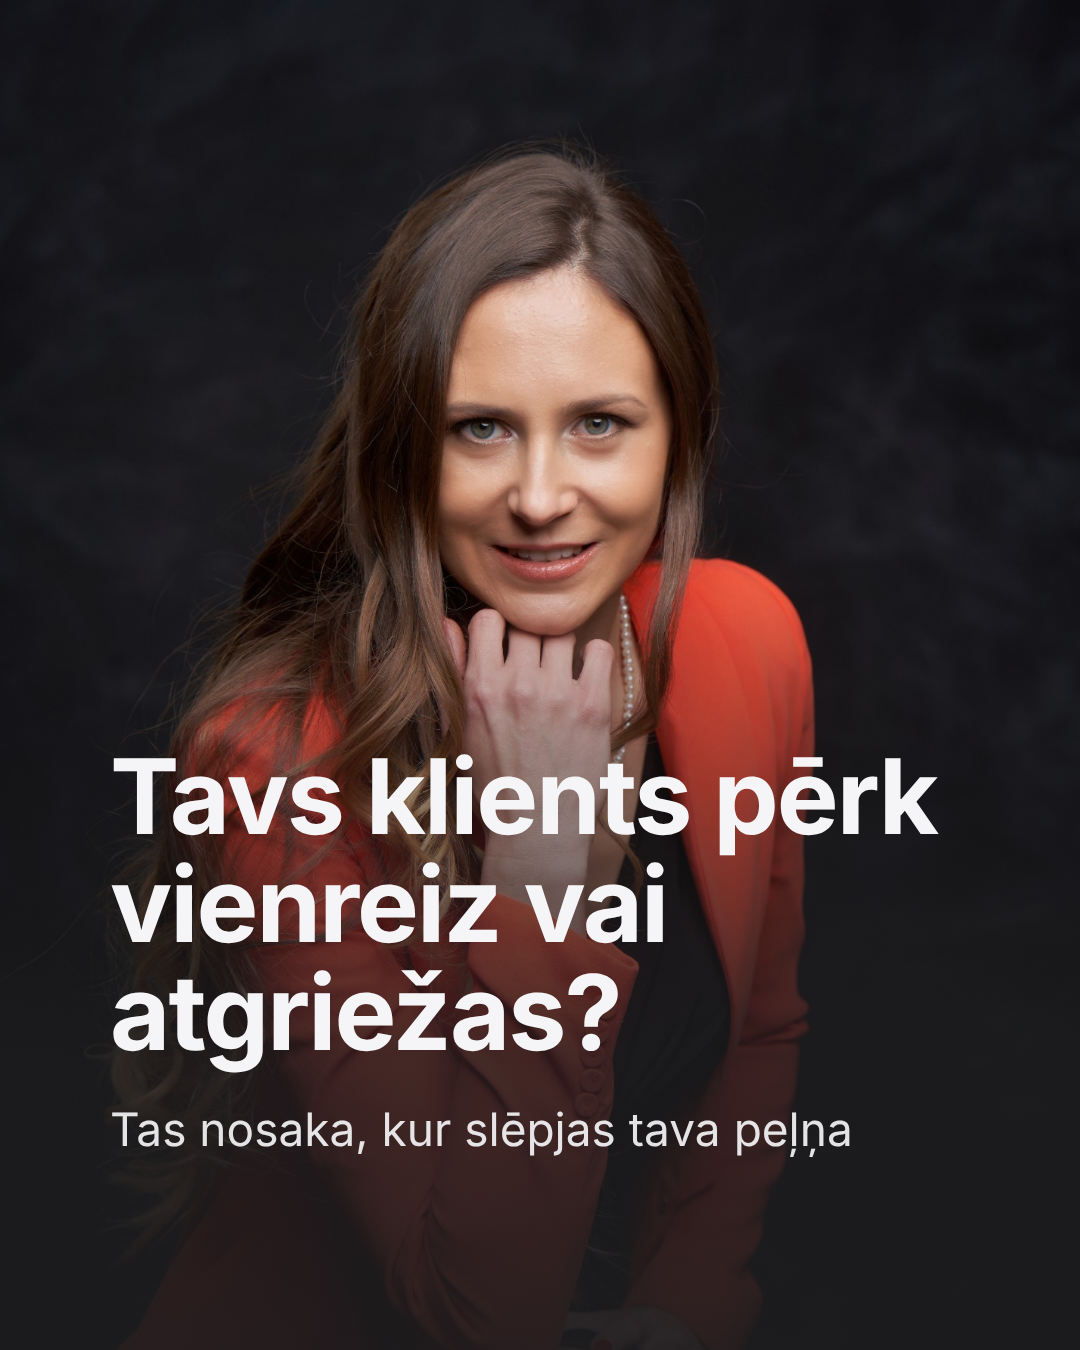 Tavs klients pērk
vienreiz vai
atgriežas?
Tas nosaka, kur slēpjas tava peļņa